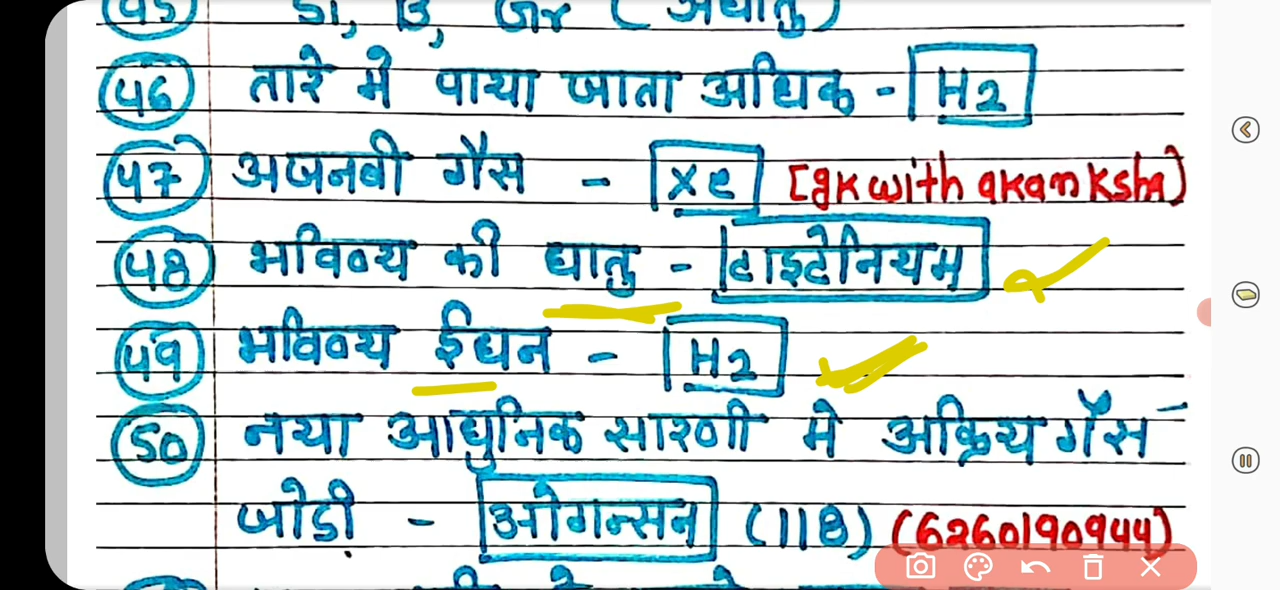 46 तारे मे पाया जाता अधिक - H2
47 अजनबी गैस - Xe [gk with akanksha)
48 भविष्य की धातु - टाइटेनियम
49 भविष्य ईधन - H2
50 नया आधुनिक सारणी मे अक्रिय गैस
जोडी - ओगन्सन (118) (6260190944)